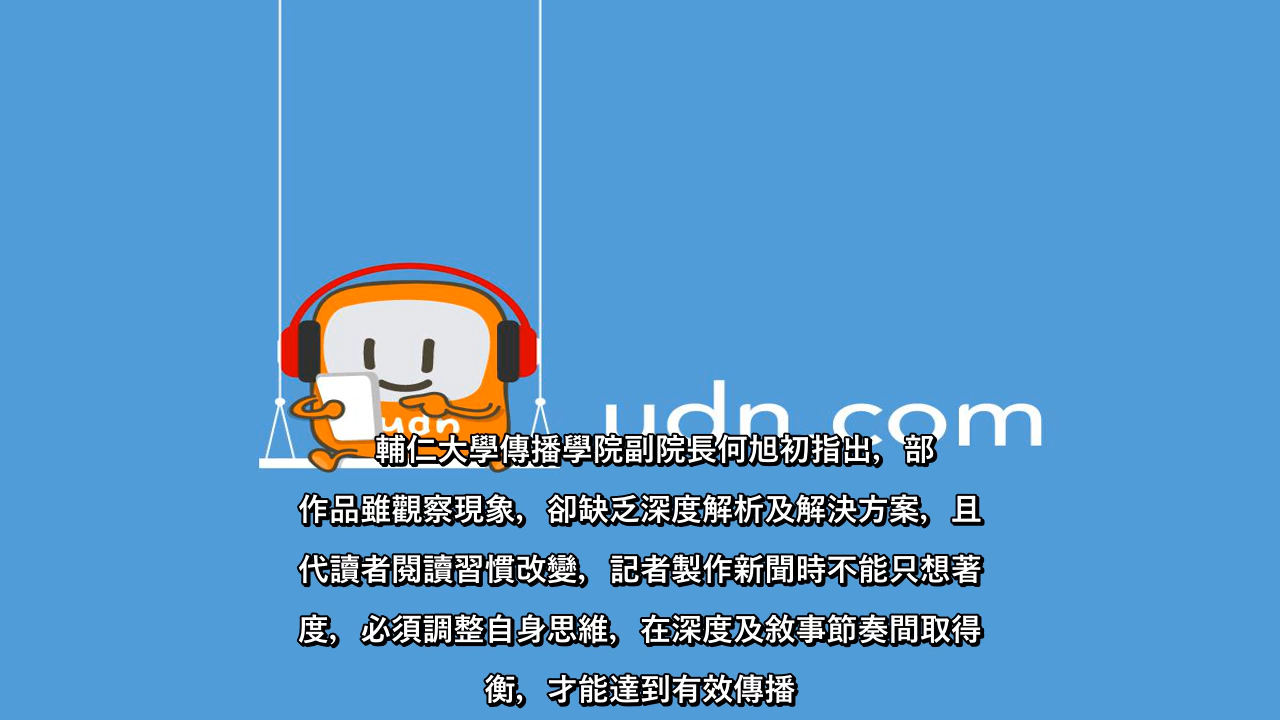 udn.com
udn
輔仁大學傳播學院副院長何旭初指出，部
作品雖觀察現象，卻缺乏深度解析及解決方案，且
代讀者閱讀習慣改變，記者製作新聞時不能只想著
度，必須調整自身思維，在深度及敘事節奏間取得
衡，才能達到有效傳播